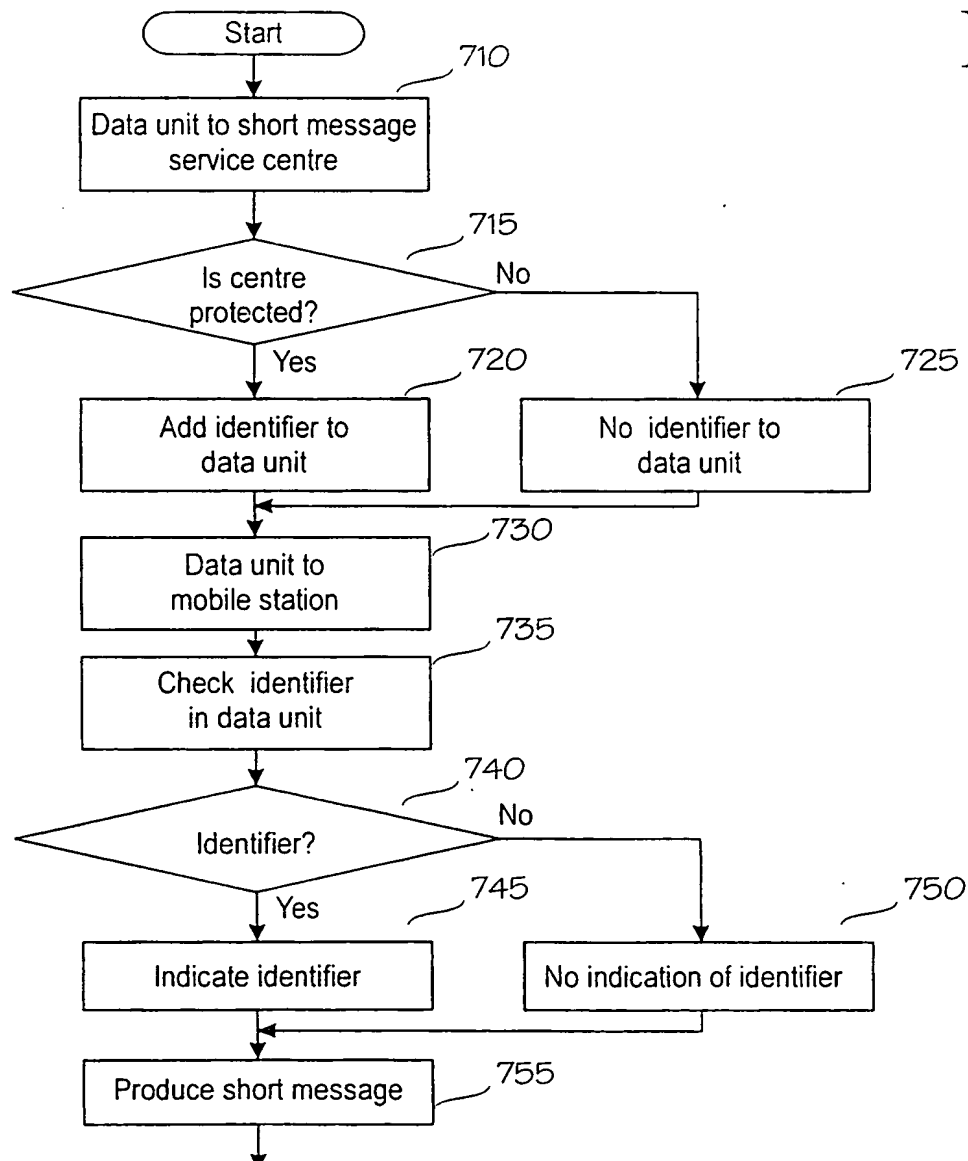 Start
710
Data unit to short message
service centre
715
Is centre
protected?
No
Yes
720
725
Add identifier to
data unit
No identifier to
data unit
730
Data unit to
mobile station
735
Check identifier
in data unit
740
Identifier?
No
Yes
745
750
Indicate identifier
No indication of identifier
Produce short message
755